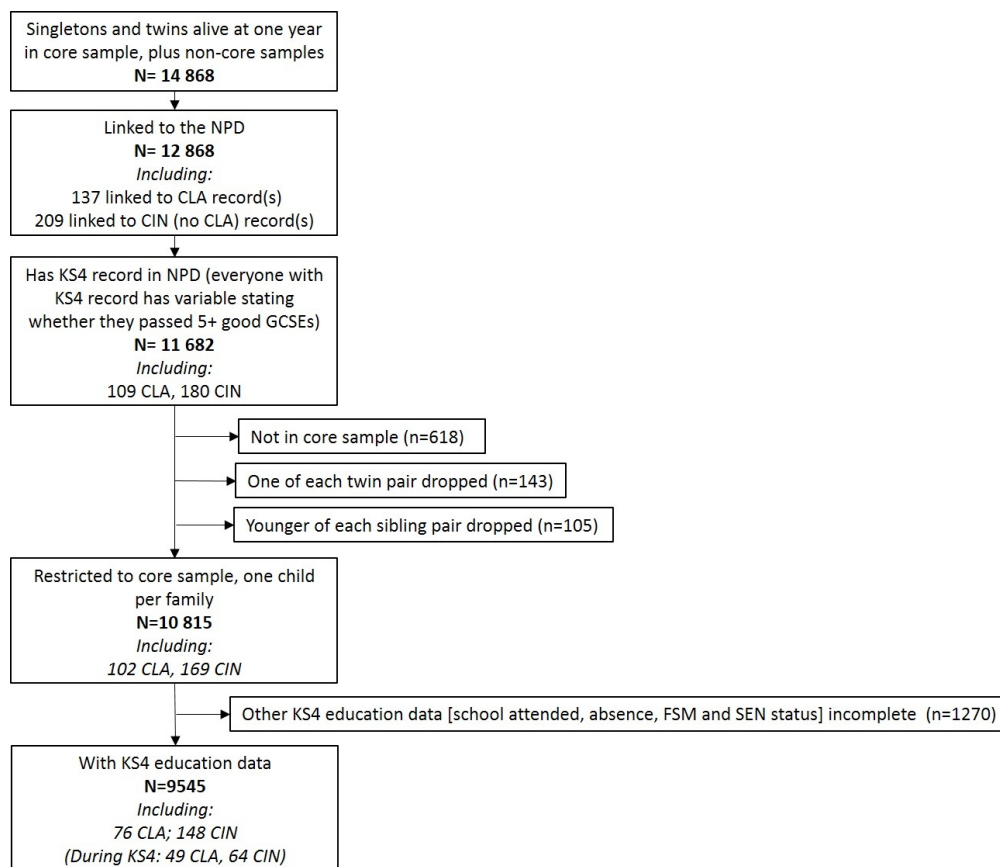 Singletons and twins alive at one year
in core sample, plus non-core samples
N= 14 868
Linked to the NPD
N= 12 868
Including:
137 linked to CLA record(s)
209 linked to CIN (no CLA) record(s)
Has KS4 record in NPD (everyone with
KS4 record has variable stating
whether they passed 5+ good GCSEs)
N= 11 682
Including:
109 CLA, 180 CIN
Not in core sample (n=618)
One of each twin pair dropped (n=143)
Younger of each sibling pair dropped (n=105)
Restricted to core sample, one child
per family
N=10 815
Including:
102 CLA, 169 CIN
Other KS4 education data [school attended, absence, FSM and SEN status] incomplete (n=1270)
With KS4 education data
N=9545
Including:
76 CLA; 148 CIN
(During KS4: 49 CLA, 64 CIN)